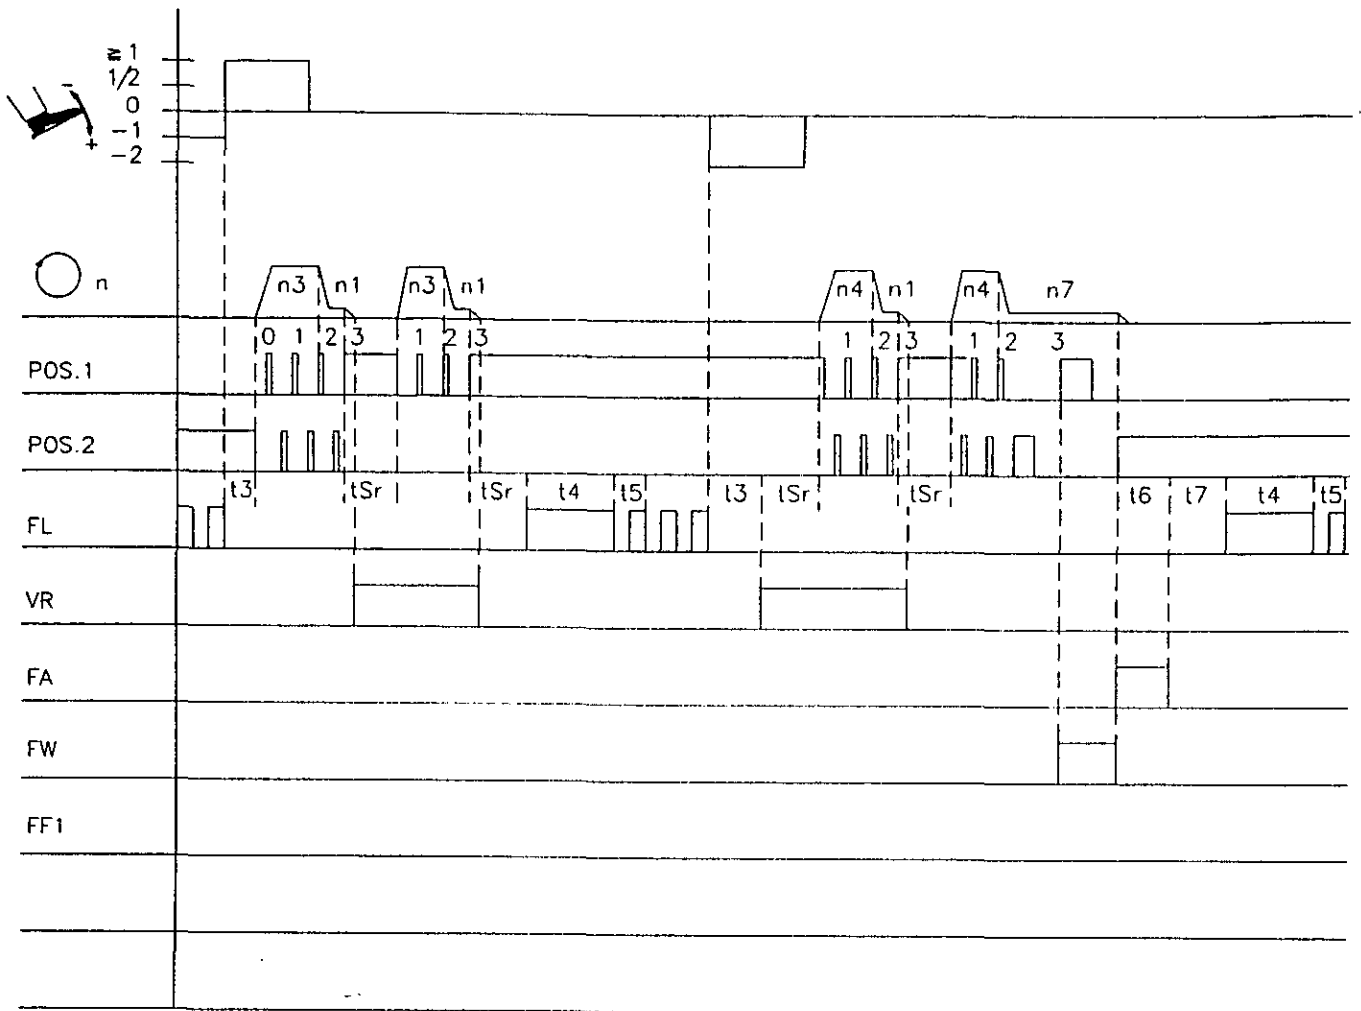 ≧ 1
1/2
0
-1
-2
-
+
n
n3 n1 n3 n1 n4 n1 n4 n7
0 1 2 3 1 2 3 1 2 3 1 2 3
POS.1
POS.2
t3 tSr tSr t4 t5 t3 tSr tSr t6 t7 t4 t5
FL
VR
FA
FW
FF1